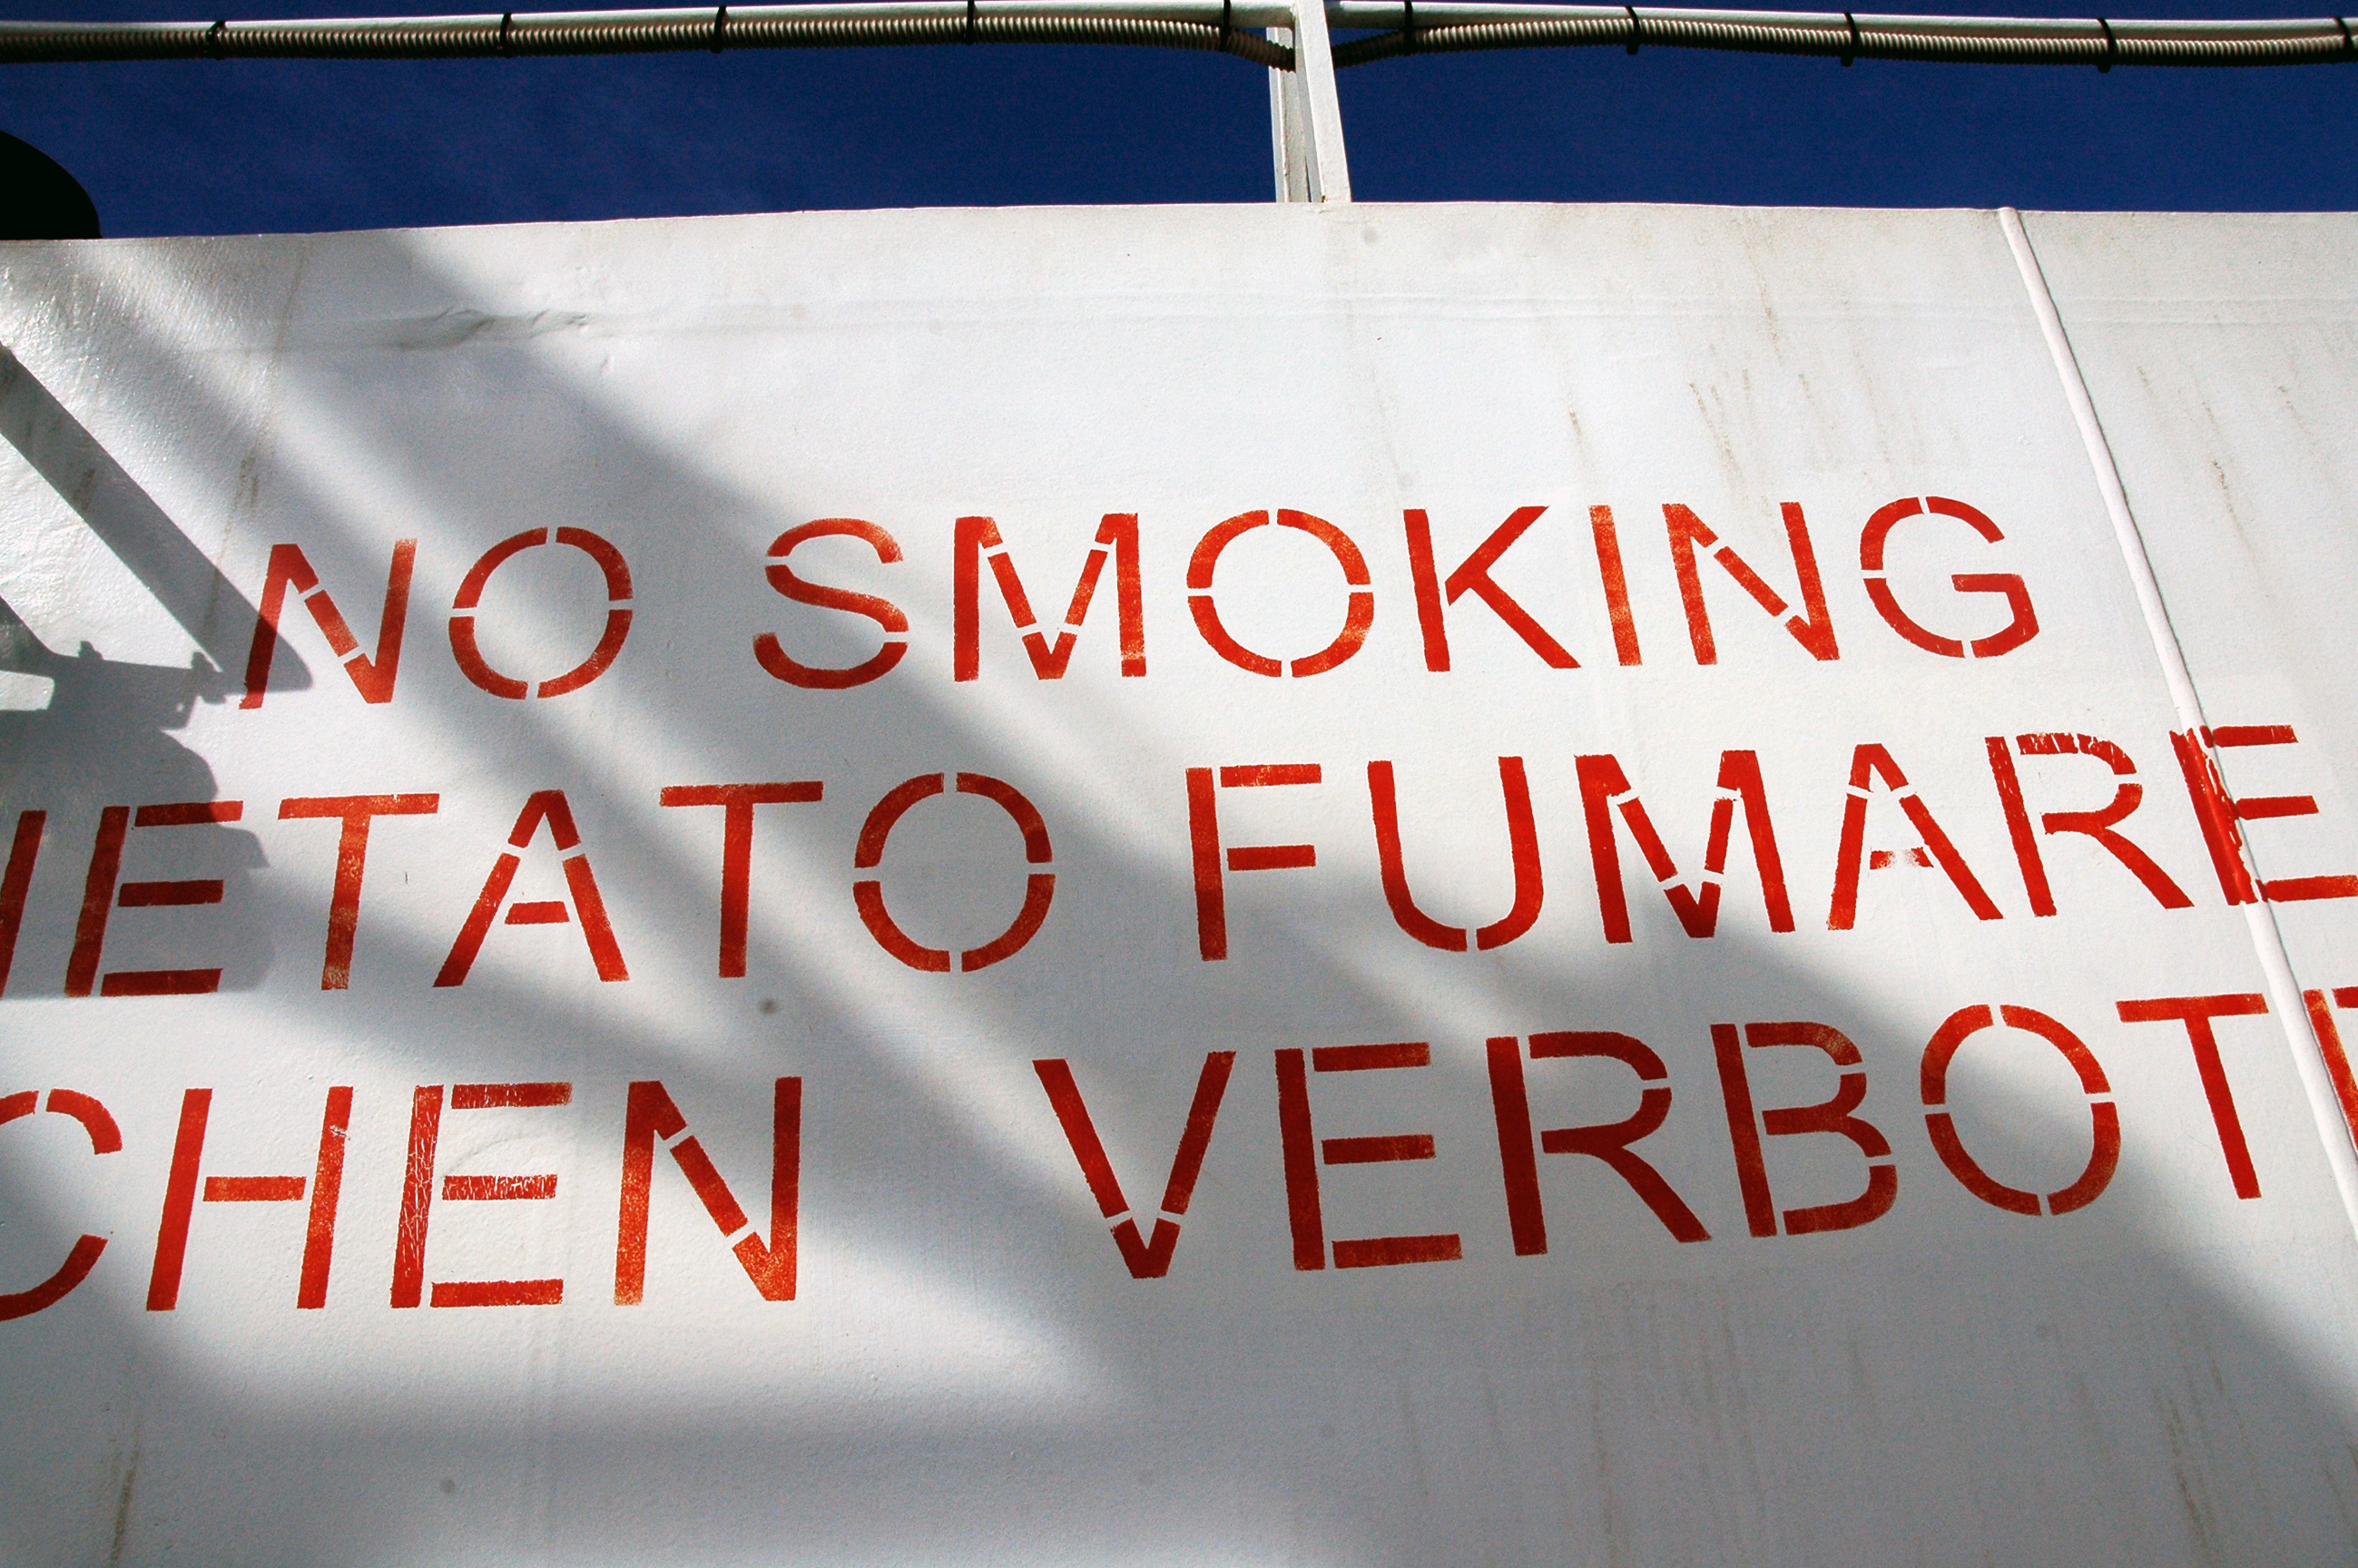 NO SMOKING
IETATO FUMARE
CHEN VERBOT